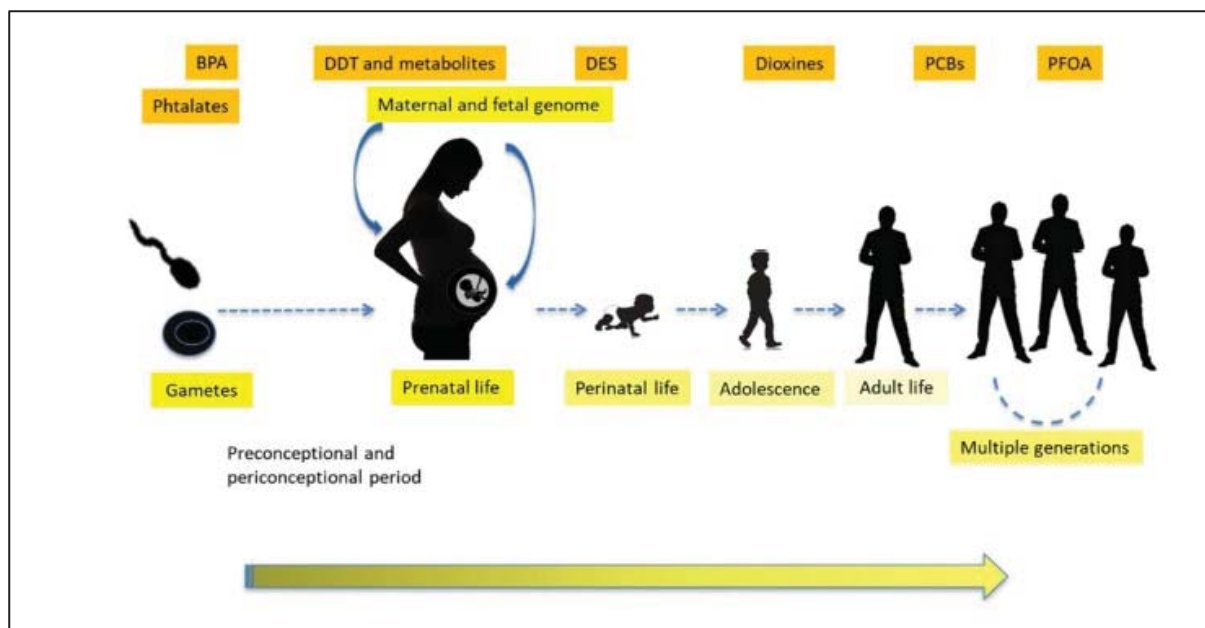 BPA
DDT and metabolites
DES
Dioxines
PCBs
PFOA
Phtalates
Maternal and fetal genome
Gametes
Prenatal life
Perinatal life
Adolescence
Adult life
Multiple generations
Preconceptional and
periconceptional period